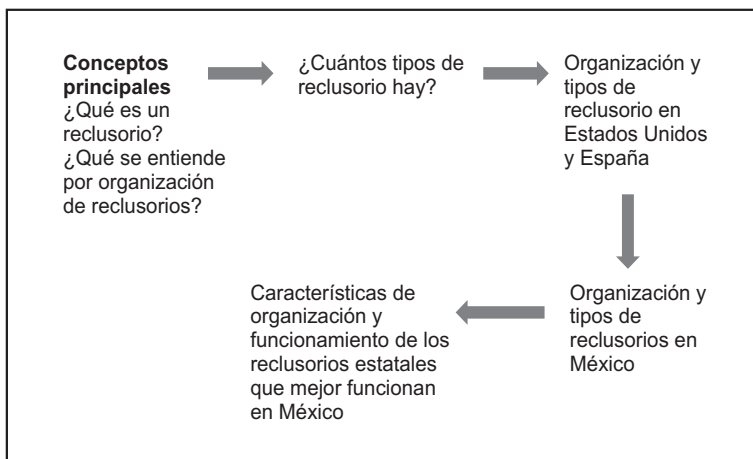 Conceptos
principales
¿Qué es un
reclusorio?
¿Qué se entiende
por organización
de reclusorios?
¿Cuántos tipos de
reclusorio hay?
Organización y
tipos de
reclusorio en
Estados Unidos
y España
Organización y
tipos de
reclusorios en
México
Características de
organización y
funcionamiento de los
reclusorios estatales
que mejor funcionan
en México